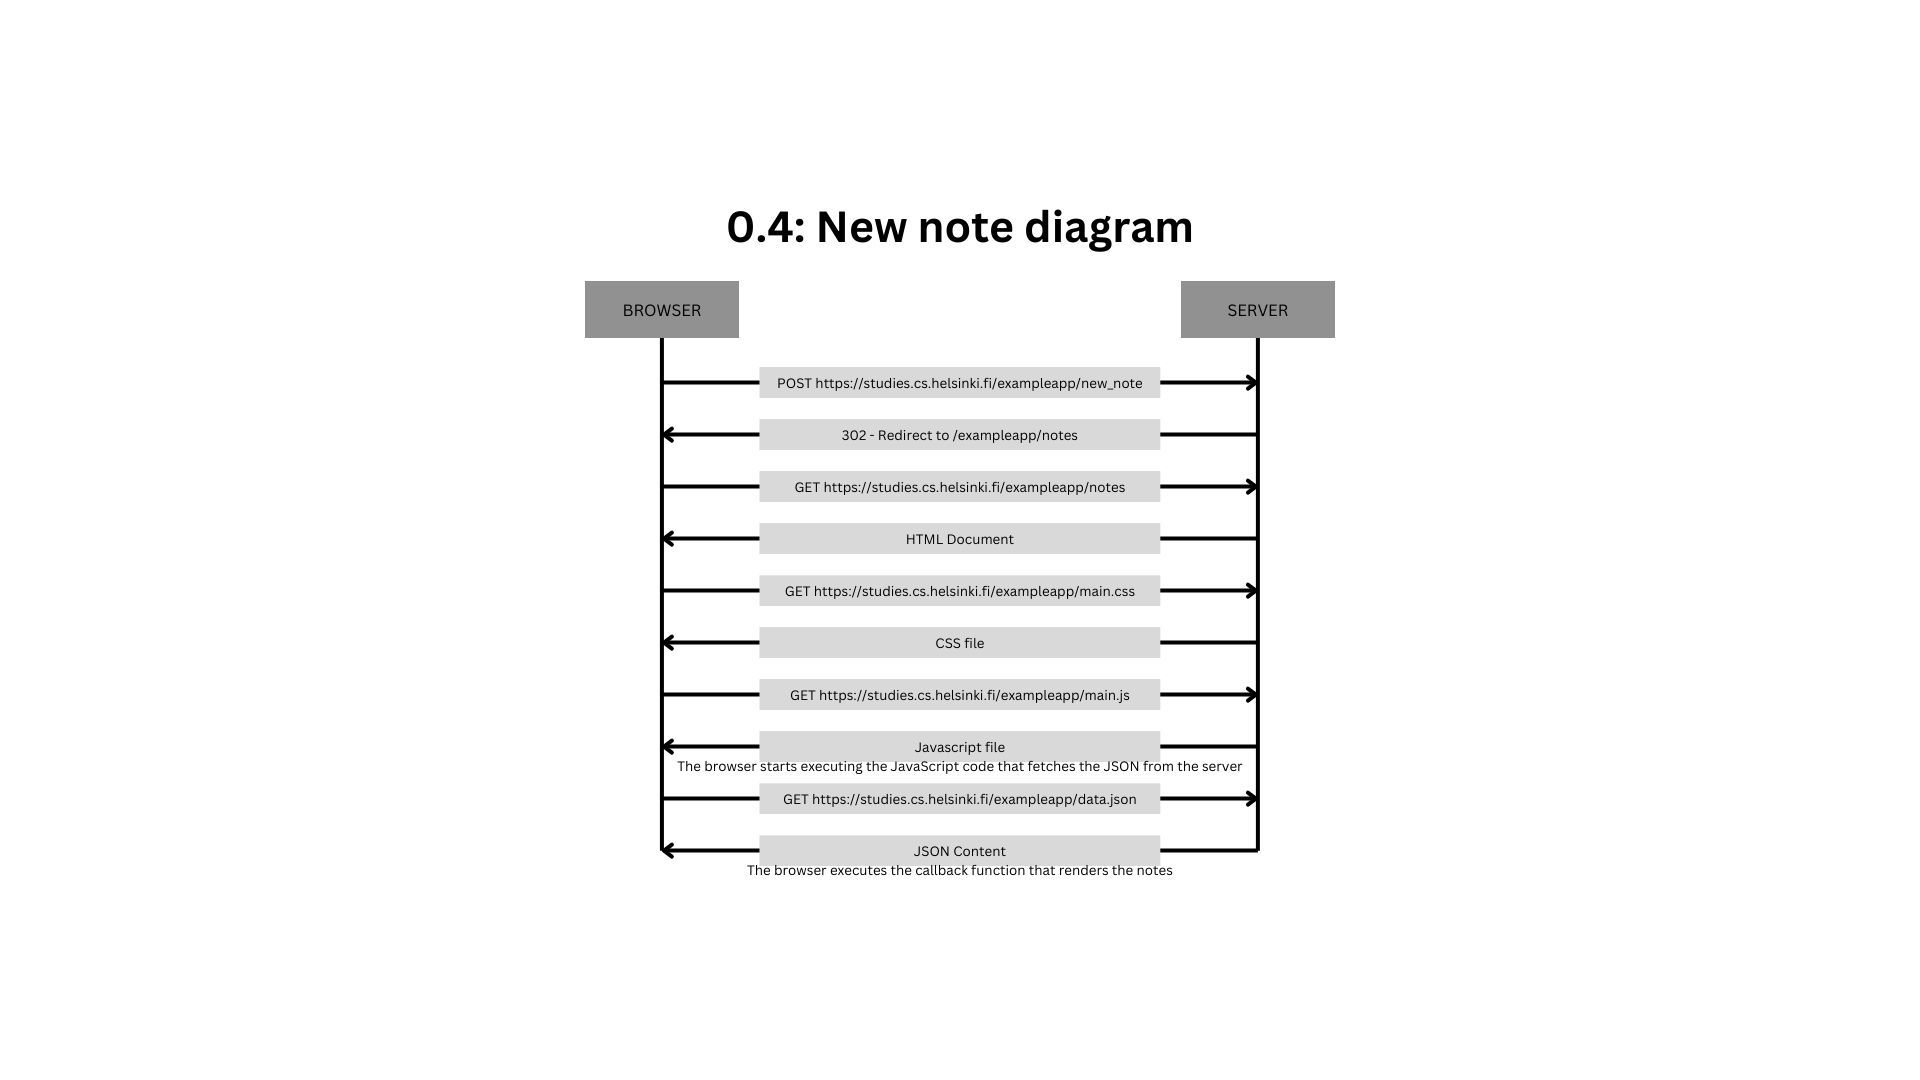 0.4: New note diagram
BROWSER
SERVER
POST https://studies.cs.helsinki.fi/exampleapp/new_note
302 - Redirect to /exampleapp/notes
GET https://studies.cs.helsinki.fi/exampleapp/notes
HTML Document
GET https://studies.cs.helsinki.fi/exampleapp/main.css
CSS file
GET https://studies.cs.helsinki.fi/exampleapp/main.js
Javascript file
The browser starts executing the JavaScript code that fetches the JSON from the server
GET https://studies.cs.helsinki.fi/exampleapp/data.json
JSON Content
The browser executes the callback function that renders the notes